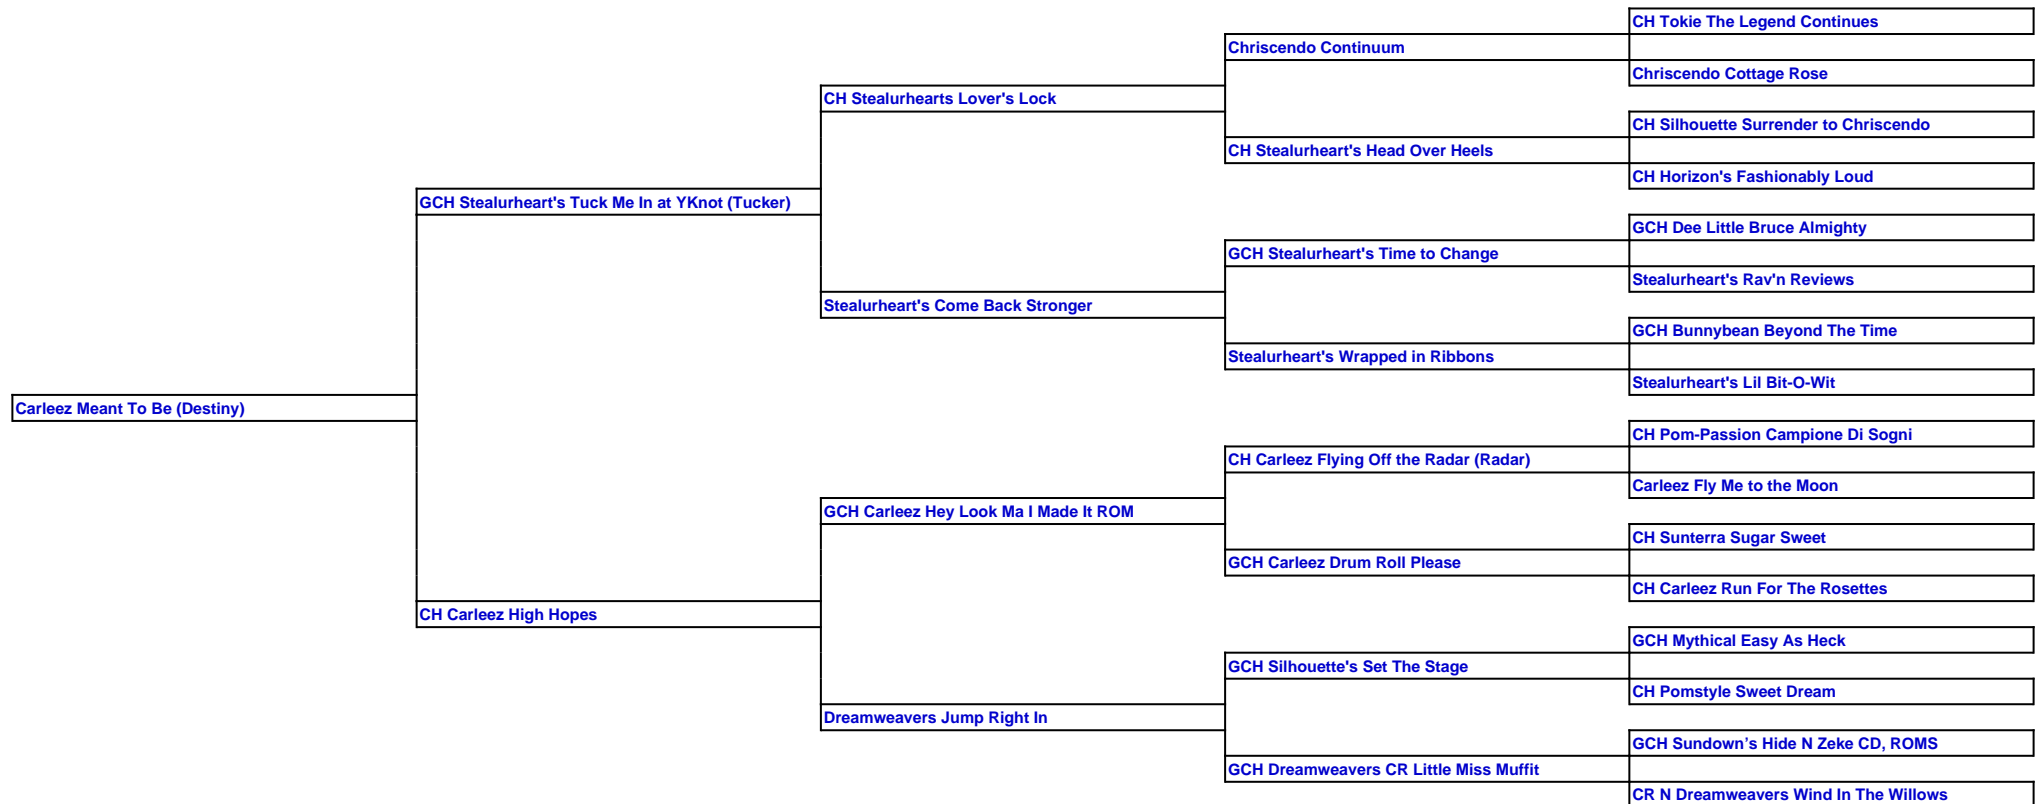 CH Tokie The Legend Continues
Chriscendo Continuum
Chriscendo Cottage Rose
CH Stealurhearts Lover's Lock
CH Silhouette Surrender to Chriscendo
CH Stealurheart's Head Over Heels
CH Horizon's Fashionably Loud
GCH Stealurheart's Tuck Me In at YKnot (Tucker)
GCH Dee Little Bruce Almighty
GCH Stealurheart's Time to Change
Stealurheart's Rav'n Reviews
Stealurheart's Come Back Stronger
GCH Bunnybean Beyond The Time
Stealurheart's Wrapped in Ribbons
Stealurheart's Lil Bit-O-Wit
Carleez Meant To Be (Destiny)
CH Pom-Passion Campione Di Sogni
CH Carleez Flying Off the Radar (Radar)
Carleez Fly Me to the Moon
GCH Carleez Hey Look Ma I Made It ROM
CH Sunterra Sugar Sweet
GCH Carleez Drum Roll Please
CH Carleez Run For The Rosettes
CH Carleez High Hopes
GCH Mythical Easy As Heck
GCH Silhouette's Set The Stage
CH Pomstyle Sweet Dream
Dreamweavers Jump Right In
GCH Sundown’s Hide N Zeke CD, ROMS
GCH Dreamweavers CR Little Miss Muffit
CR N Dreamweavers Wind In The Willows